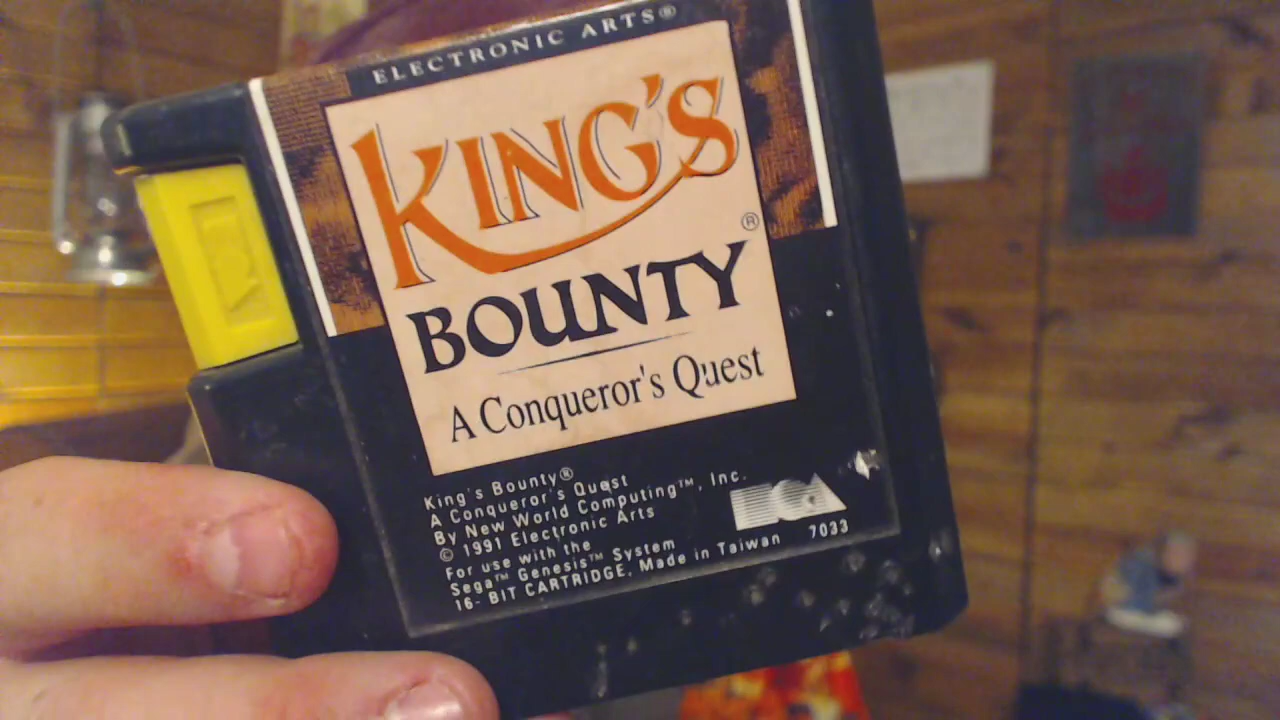 ELECTRONIC ARTS®
KING'S
BOUNTY®
A Conqueror's Quest
King's Bounty®
A Conqueror's Quest
By New World Computing™, Inc.
© 1991 Electronic Arts
For use with the
Sega™ Genesis™ System
16- BIT CARTRIDGE, Made in Taiwan
EA
7033